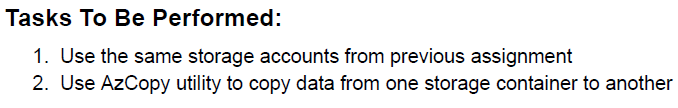 Tasks To Be Performed:
1. Use the same storage accounts from previous assignment
2. Use AzCopy utility to copy data from one storage container to another